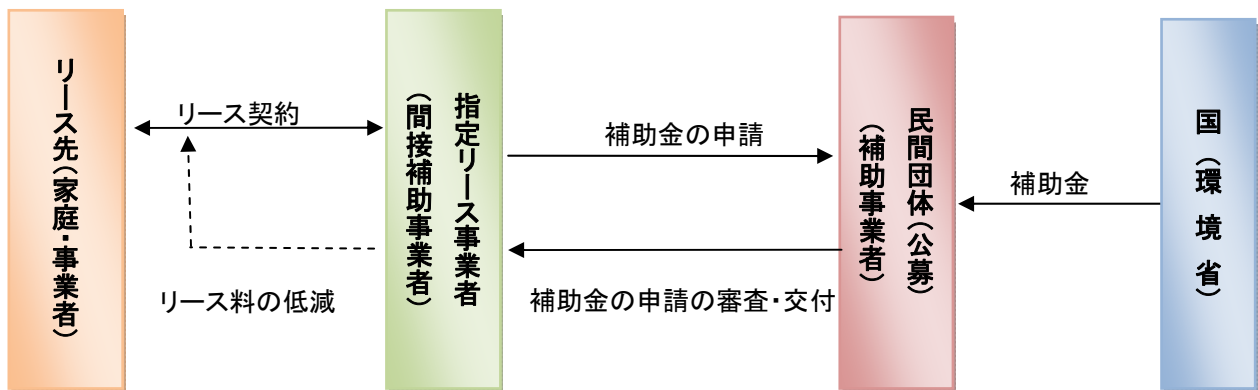 リース先(家庭・事業者)
リース契約
リース料の低減
指定リース事業者
(間接補助事業者)
補助金の申請
補助金の申請の審査・交付
民間団体(公募)
(補助事業者)
補助金
国(環境省)